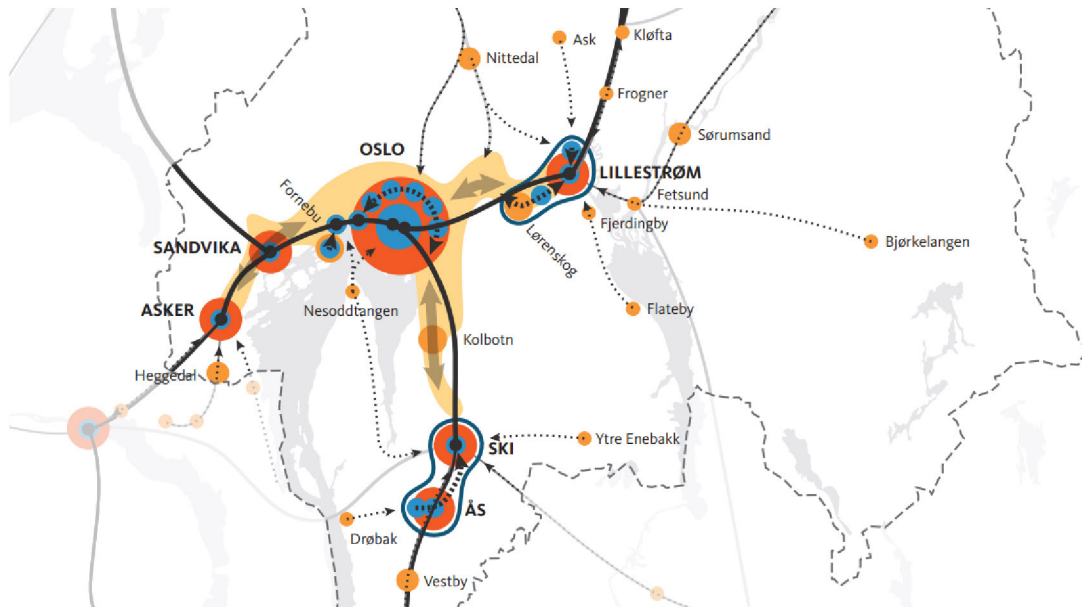 Ask
Kløfta
Nittedal
Frogner
Sørumsand
OSLO
LILLESTRØM
Fetsund
Fornebu
Fjerdingby
SANDVIKA
Lørenskog
Bjørkelangen
ASKER
Nesoddtangen
Flateby
Kolbotn
Heggedal
SKI
Ytre Enebakk
ÅS
Drøbak
Vestby